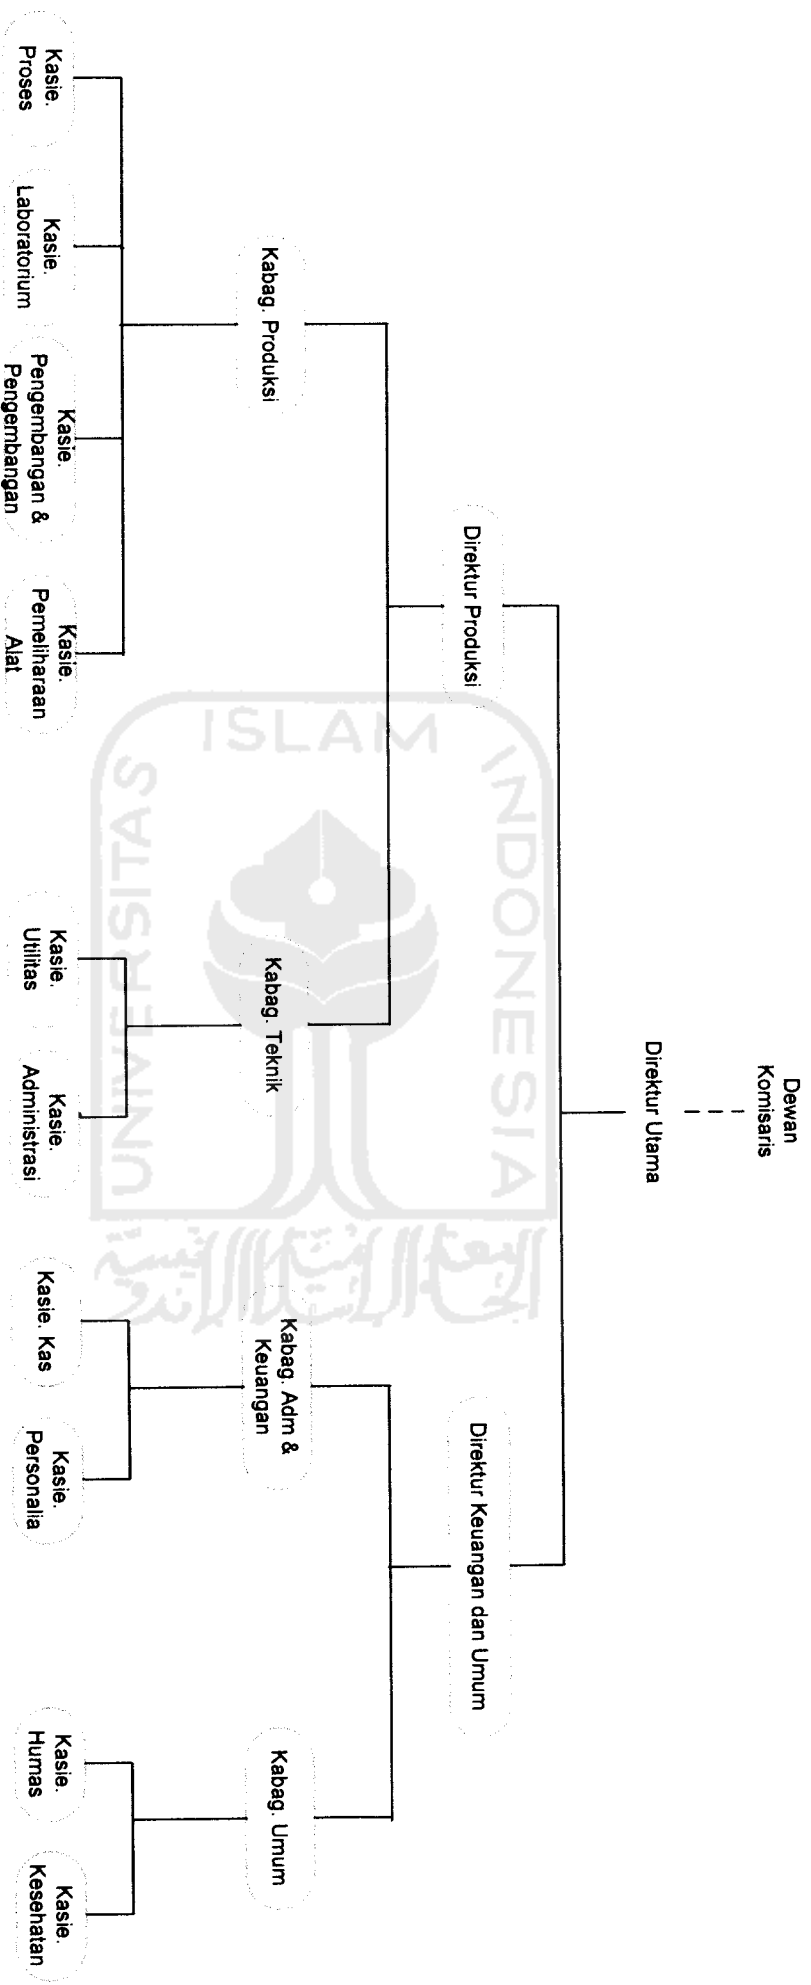 Dewan
Komisaris
Direktur Utama
Direktur Produksi
Direktur Keuangan dan Umum
Kabag. Produksi
Kabag. Teknik
Kabag. Adm &
Keuangan
Kabag. Umum
Kasie.
Proses
Kasie.
Laboratorium
Kasie.
Pengembangan &
Pengembangan
Kasie.
Pemeliharaan
Alat
Kasie.
Utilitas
Kasie.
Administrasi
Kasie. Kas
Kasie.
Personalia
Kasie.
Humas
Kasie.
Kesehatan
UNIVERSITAS
ISLAM
INDONESIA